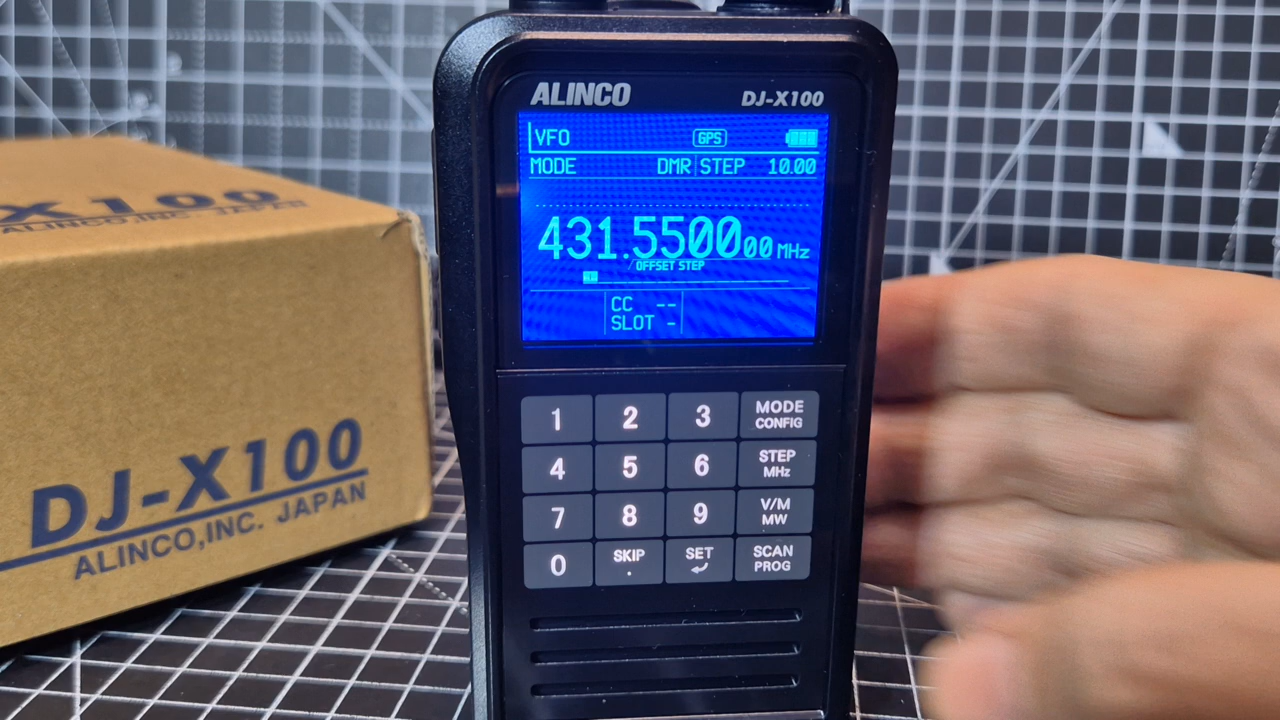 ALINCO DJ-X100
VFO GPS
MODE DMR STEP 10.00
431.550000 MHz
OFFSET STEP
CC --
SLOT -
1 2 3 MODE CONFIG
4 5 6 STEP MHz
7 8 9 V/M MW
0 SKIP . SET SCAN PROG
X100
ALINCO,INC. JAPAN
DJ-X100
ALINCO,INC. JAPAN